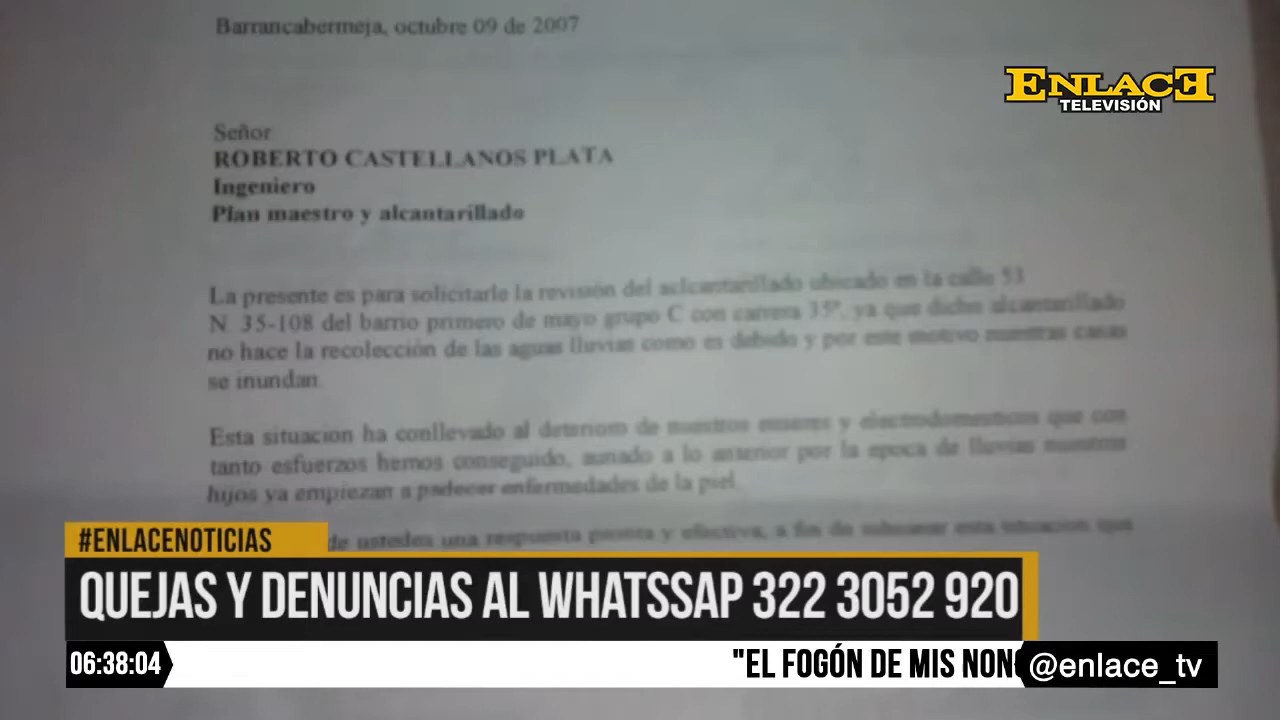 Barrancabermeja, octubre 09 de 2007
ENLACE
TELEVISIÓN
Señor
ROBERTO CASTELLANOS PLATA
Ingeniero
Plan maestro y alcantarillado
La presente es para solicitarle la revisión del aclcantarillado ubicado en la calle 53
N 35-108 del barrio primero de mayo grupo C con carrera 35ª, ya que dicho alcantarillado
no hace la recolección de las aguas lluvias como es debido y por este motivo nuestras casas
se inundan.
Esta situación ha conllevado al deterioro de nuestros enseres y electrodomesticos que con
tanto esfuerzos hemos conseguido, aunado a lo anterior por la epoca de lluvias nuestros
hijos ya empiezan a padecer enfermedades de la piel.
de ustedes una respuesta pronta y efectiva, a fin de subsanar esta situacion que
#ENLACENOTICIAS
QUEJAS Y DENUNCIAS AL WHATSSAP 322 3052 920
06:38:04
"EL FOGÓN DE MIS NON
@enlace_tv